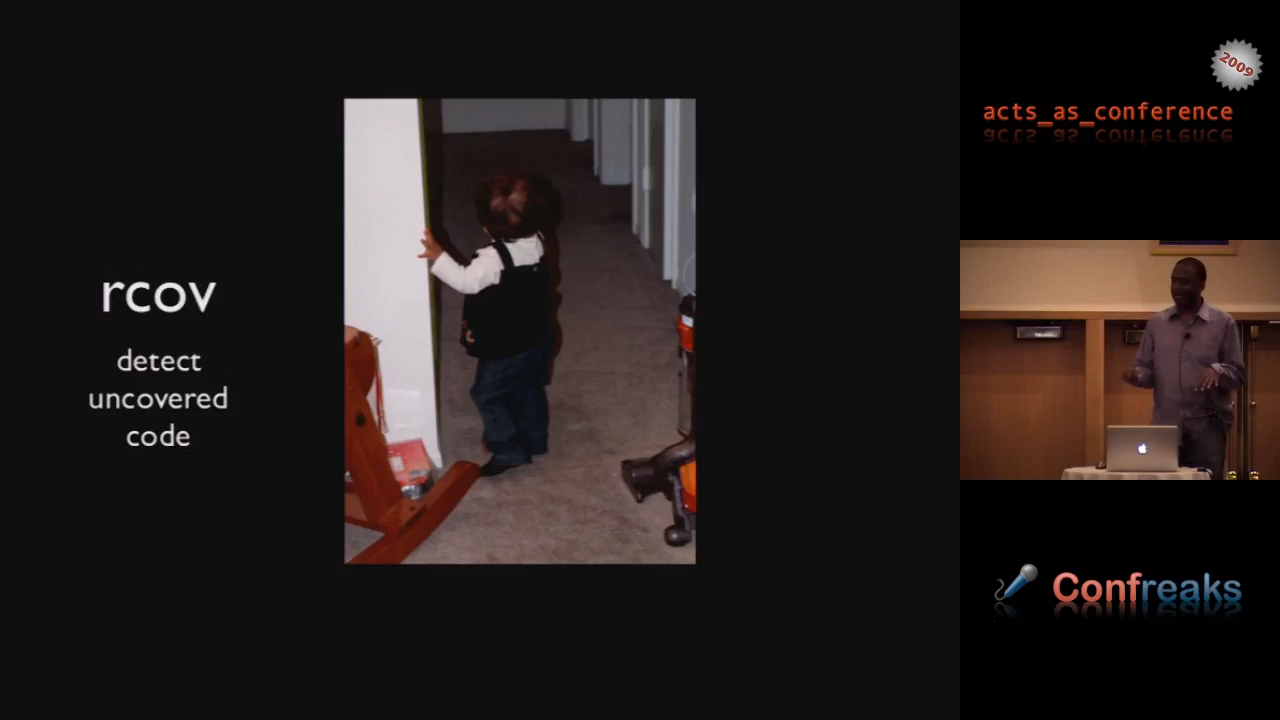 rcov
detect
uncovered
code
2009
acts_as_conference
Confreaks